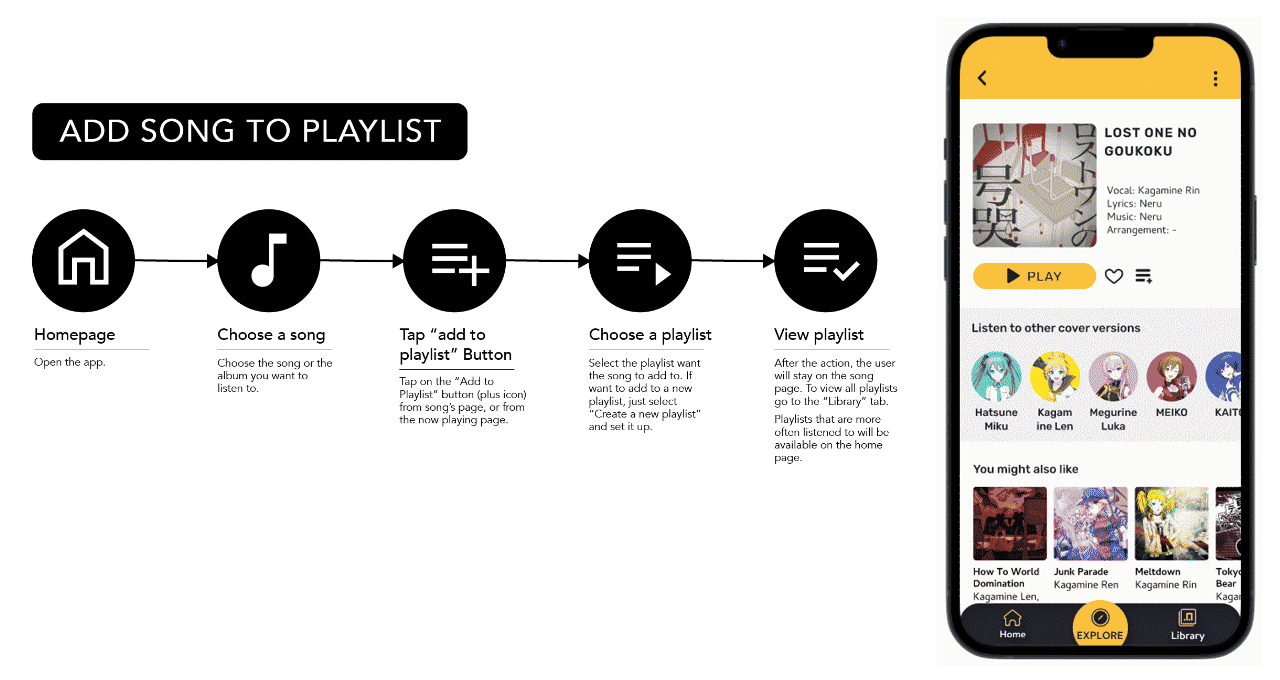 ADD SONG TO PLAYLIST
Homepage
Open the app.
Choose a song
Choose the song or the
album you want to
listen to.
Tap “add to
playlist” Button
Tap on the “Add to
Playlist” button (plus icon)
from song’s page, or from
the now playing page.
Choose a playlist
Select the playlist want
the song to add to. If
want to add to a new
playlist, just select
“Create a new playlist”
and set it up.
View playlist
After the action, the user
will stay on the song
page. To view all playlists
go to the “Library” tab.
Playlists that are more
often listened to will be
available on the home
page.
ロストワンの
号哭
LOST ONE NO
GOUKOKU
Vocal: Kagamine Rin
Lyrics: Neru
Music: Neru
Arrangement: -
PLAY
Listen to other cover versions
Hatsune
Miku
Kagam
ine Len
Megurine
Luka
MEIKO
KAITO
You might also like
How To World
Domination
Kagamine Len,
Junk Parade
Kagamine Ren
Meltdown
Kagamine Rin
Tokyo
Bear
Kagar
Home
EXPLORE
Library